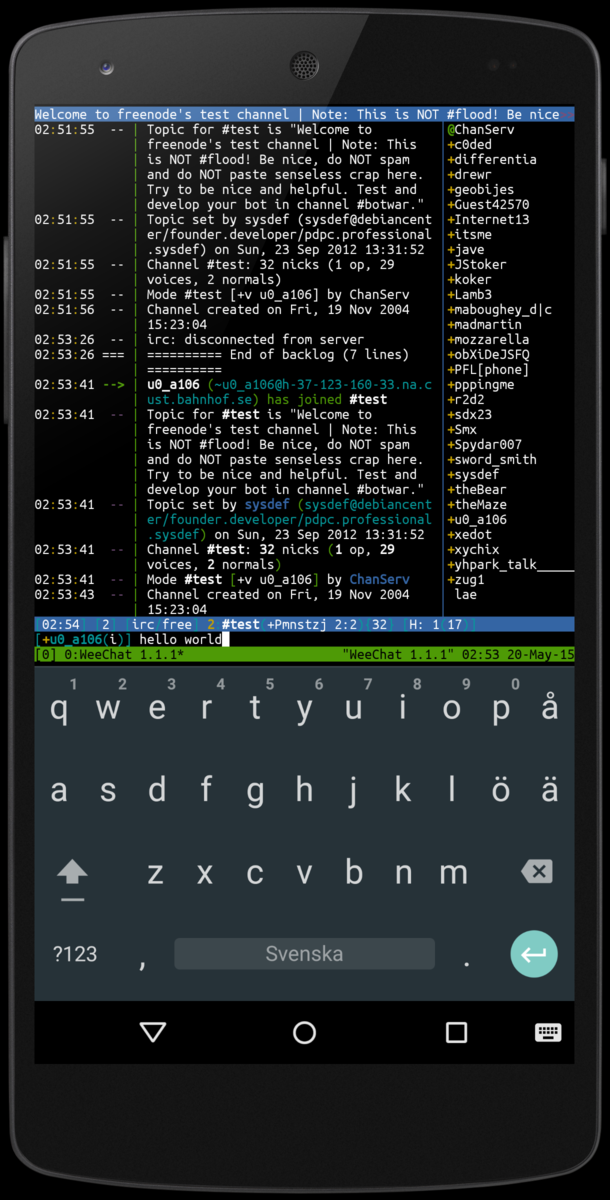 Welcome to freenode's test channel | Note: This is NOT #flood! Be nice
02:51:55 -- | Topic for #test is "Welcome to
freenode's test channel | Note: This
is NOT #flood! Be nice, do NOT spam
and do NOT paste senseless crap here.
Try to be nice and helpful. Test and
develop your bot in channel #botwar."
02:51:55 -- | Topic set by sysdef (sysdef@debiancent
er/founder.developer/pdpc.professional
.sysdef) on Sun, 23 Sep 2012 13:31:52
02:51:55 -- | Channel #test: 32 nicks (1 op, 29
voices, 2 normals)
02:51:55 -- | Mode #test [+v u0_a106] by ChanServ
02:51:56 -- | Channel created on Fri, 19 Nov 2004
15:23:04
02:53:26 -- | irc: disconnected from server
02:53:26 === | ========== End of backlog (7 lines)
==========
02:53:41 --> | u0_a106 (~u0_a106@h-37-123-160-33.na.c
ust.bahnhof.se) has joined #test
02:53:41 -- | Topic for #test is "Welcome to
freenode's test channel | Note: This
is NOT #flood! Be nice, do NOT spam
and do NOT paste senseless crap here.
Try to be nice and helpful. Test and
develop your bot in channel #botwar."
02:53:41 -- | Topic set by sysdef (sysdef@debiancent
er/founder.developer/pdpc.professional
.sysdef) on Sun, 23 Sep 2012 13:31:52
02:53:41 -- | Channel #test: 32 nicks (1 op, 29
voices, 2 normals)
02:53:41 -- | Mode #test [+v u0_a106] by ChanServ
02:53:43 -- | Channel created on Fri, 19 Nov 2004
15:23:04
@ChanServ
+c0ded
+differentia
+drewr
+geobijes
+Guest42570
+Internet13
+itsme
+jave
+JStoker
+koker
+Lamb3
+maboughey_d|c
+madmartin
+mozzarella
+obXiDeJSFQ
+PFL[phone]
+pppingme
+r2d2
+sdx23
+Smx
+Spydar007
+sword_smith
+sysdef
+theBear
+theMaze
+u0_a106
+xedot
+xychix
+yhpark_talk_____
+zug1
lae
[02:54] [2] [irc/free] 2 #test(+Pmnstzj 2:2){32} [H: 1(17)]
[+u0_a106(i)] hello world
[0] 0:WeeChat 1.1.1* "WeeChat 1.1.1" 02:53 20-May-15
1 2 3 4 5 6 7 8 9 0
q w e r t y u i o p å
a s d f g h j k l ö ä
z x c v b n m
?123 , Svenska .